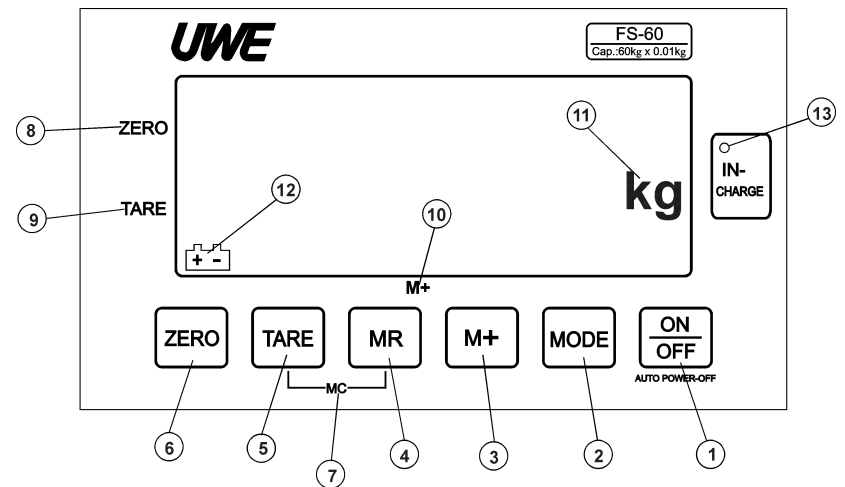 UWE
FS-60
Cap.:60kg x 0.01kg
8
ZERO
11
13
IN-
CHARGE
kg
9
TARE
12
10
+ -
M+
ZERO
TARE
MR
M+
MODE
ON
OFF
AUTO POWER-OFF
MC
6
5
7
4
3
2
1